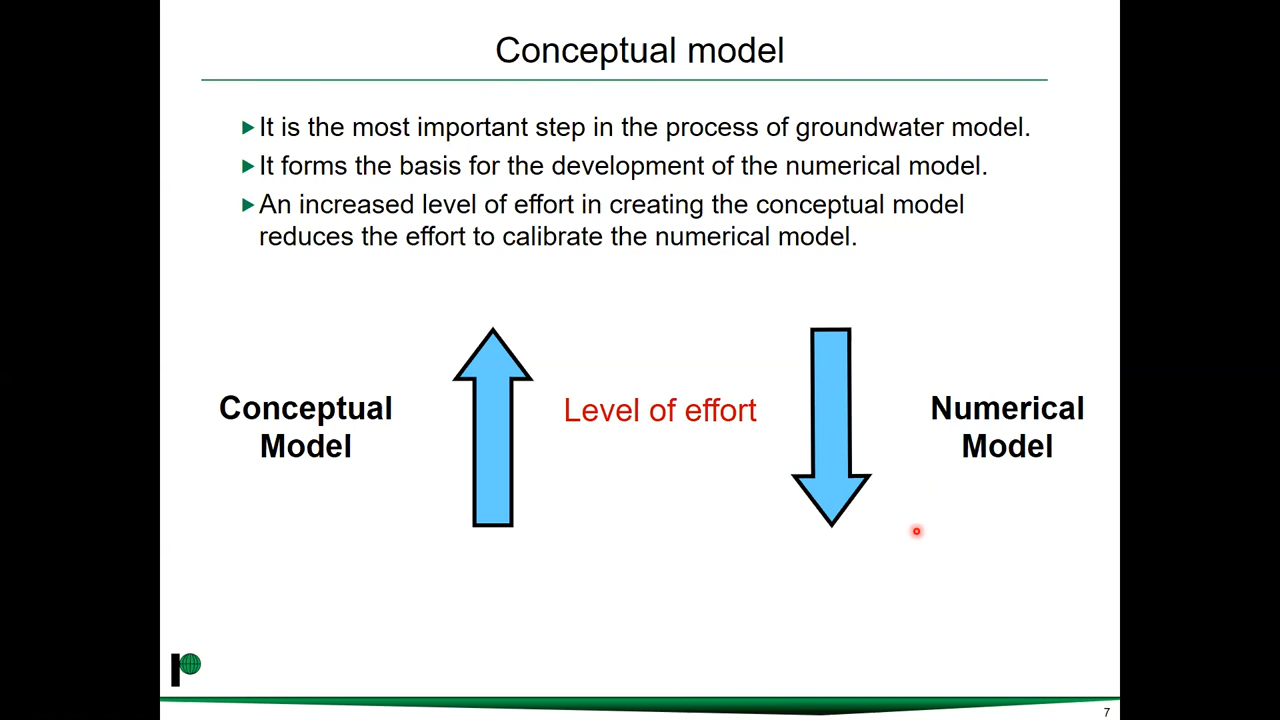 Conceptual model
It is the most important step in the process of groundwater model.
It forms the basis for the development of the numerical model.
An increased level of effort in creating the conceptual model
reduces the effort to calibrate the numerical model.
Conceptual
Model
Level of effort
Numerical
Model
7